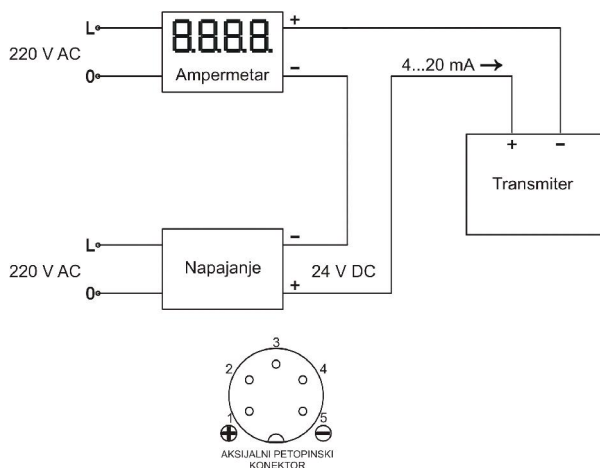 L
220 V AC
0
8.8.8.8.
Ampermetar
+
−
4...20 mA
+
−
Transmiter
L
220 V AC
0
Napajanje
−
+
24 V DC
3
2
4
1
5
+
−
AKSIJALNI PETOPINSKI
KONEKTOR